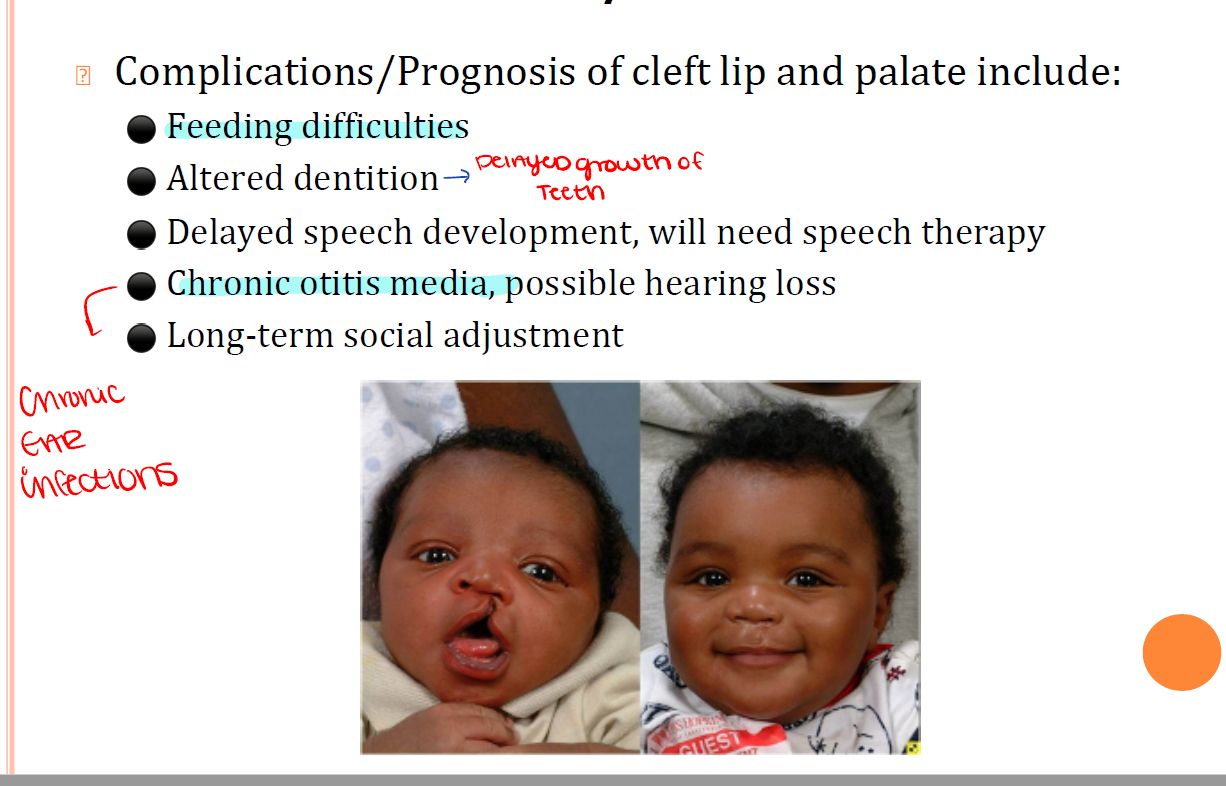 Complications/Prognosis of cleft lip and palate include:
Feeding difficulties
Altered dentition → Delayed growth of
Teeth
Delayed speech development, will need speech therapy
Chronic otitis media, possible hearing loss
Long-term social adjustment
Chronic
EAR
infections
GUEST